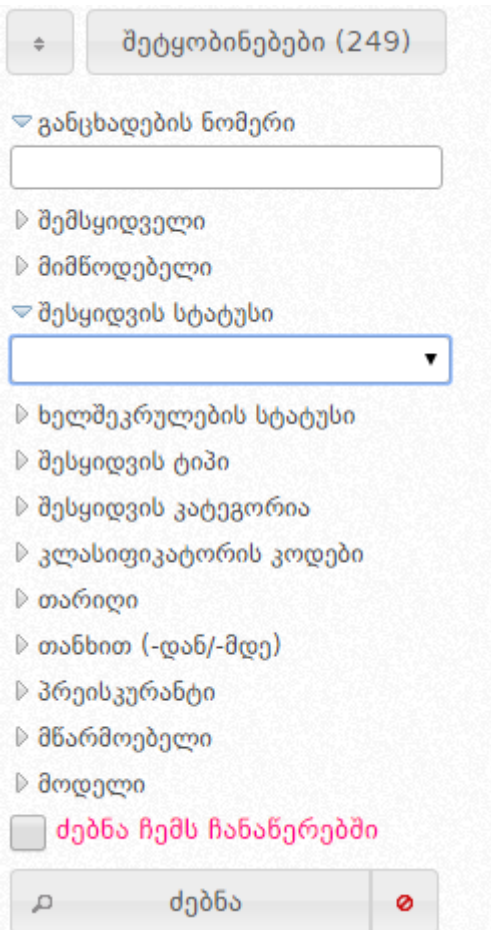 შეტყობინებები (249)
განცხადების ნომერი
შემსყიდველი
მიმწოდებელი
შესყიდვის სტატუსი
ხელშეკრულების სტატუსი
შესყიდვის ტიპი
შესყიდვის კატეგორია
კლასიფიკატორის კოდები
თარიღი
თანხით (-დან/-მდე)
პრეისკურანტი
მწარმოებელი
მოდელი
ძებნა ჩემს ჩანაწერებში
ძებნა